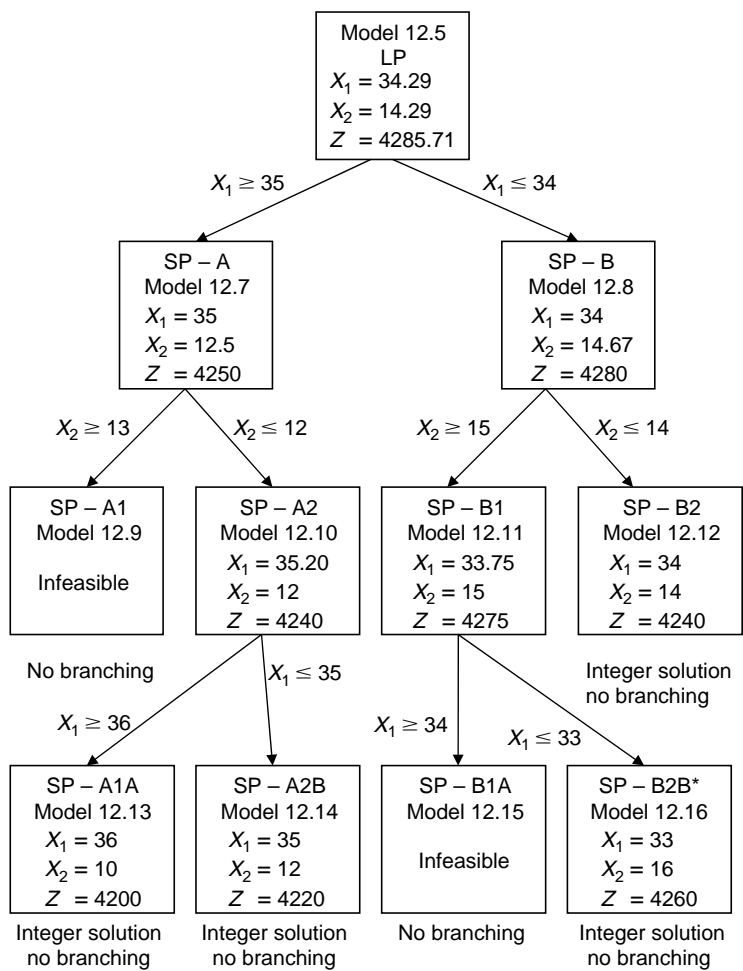 Model 12.5
LP
X₁ = 34.29
X₂ = 14.29
Z = 4285.71
X₁ ≥ 35
X₁ ≤ 34
SP – A
Model 12.7
X₁ = 35
X₂ = 12.5
Z = 4250
SP – B
Model 12.8
X₁ = 34
X₂ = 14.67
Z = 4280
X₂ ≥ 13
X₂ ≤ 12
X₂ ≥ 15
X₂ ≤ 14
SP – A1
Model 12.9
Infeasible
SP – A2
Model 12.10
X₁ = 35.20
X₂ = 12
Z = 4240
SP – B1
Model 12.11
X₁ = 33.75
X₂ = 15
Z = 4275
SP – B2
Model 12.12
X₁ = 34
X₂ = 14
Z = 4240
No branching
Integer solution
no branching
X₁ ≥ 36
X₁ ≤ 35
X₁ ≥ 34
X₁ ≤ 33
SP – A1A
Model 12.13
X₁ = 36
X₂ = 10
Z = 4200
SP – A2B
Model 12.14
X₁ = 35
X₂ = 12
Z = 4220
SP – B1A
Model 12.15
Infeasible
SP – B2B*
Model 12.16
X₁ = 33
X₂ = 16
Z = 4260
Integer solution
no branching
Integer solution
no branching
No branching
Integer solution
no branching